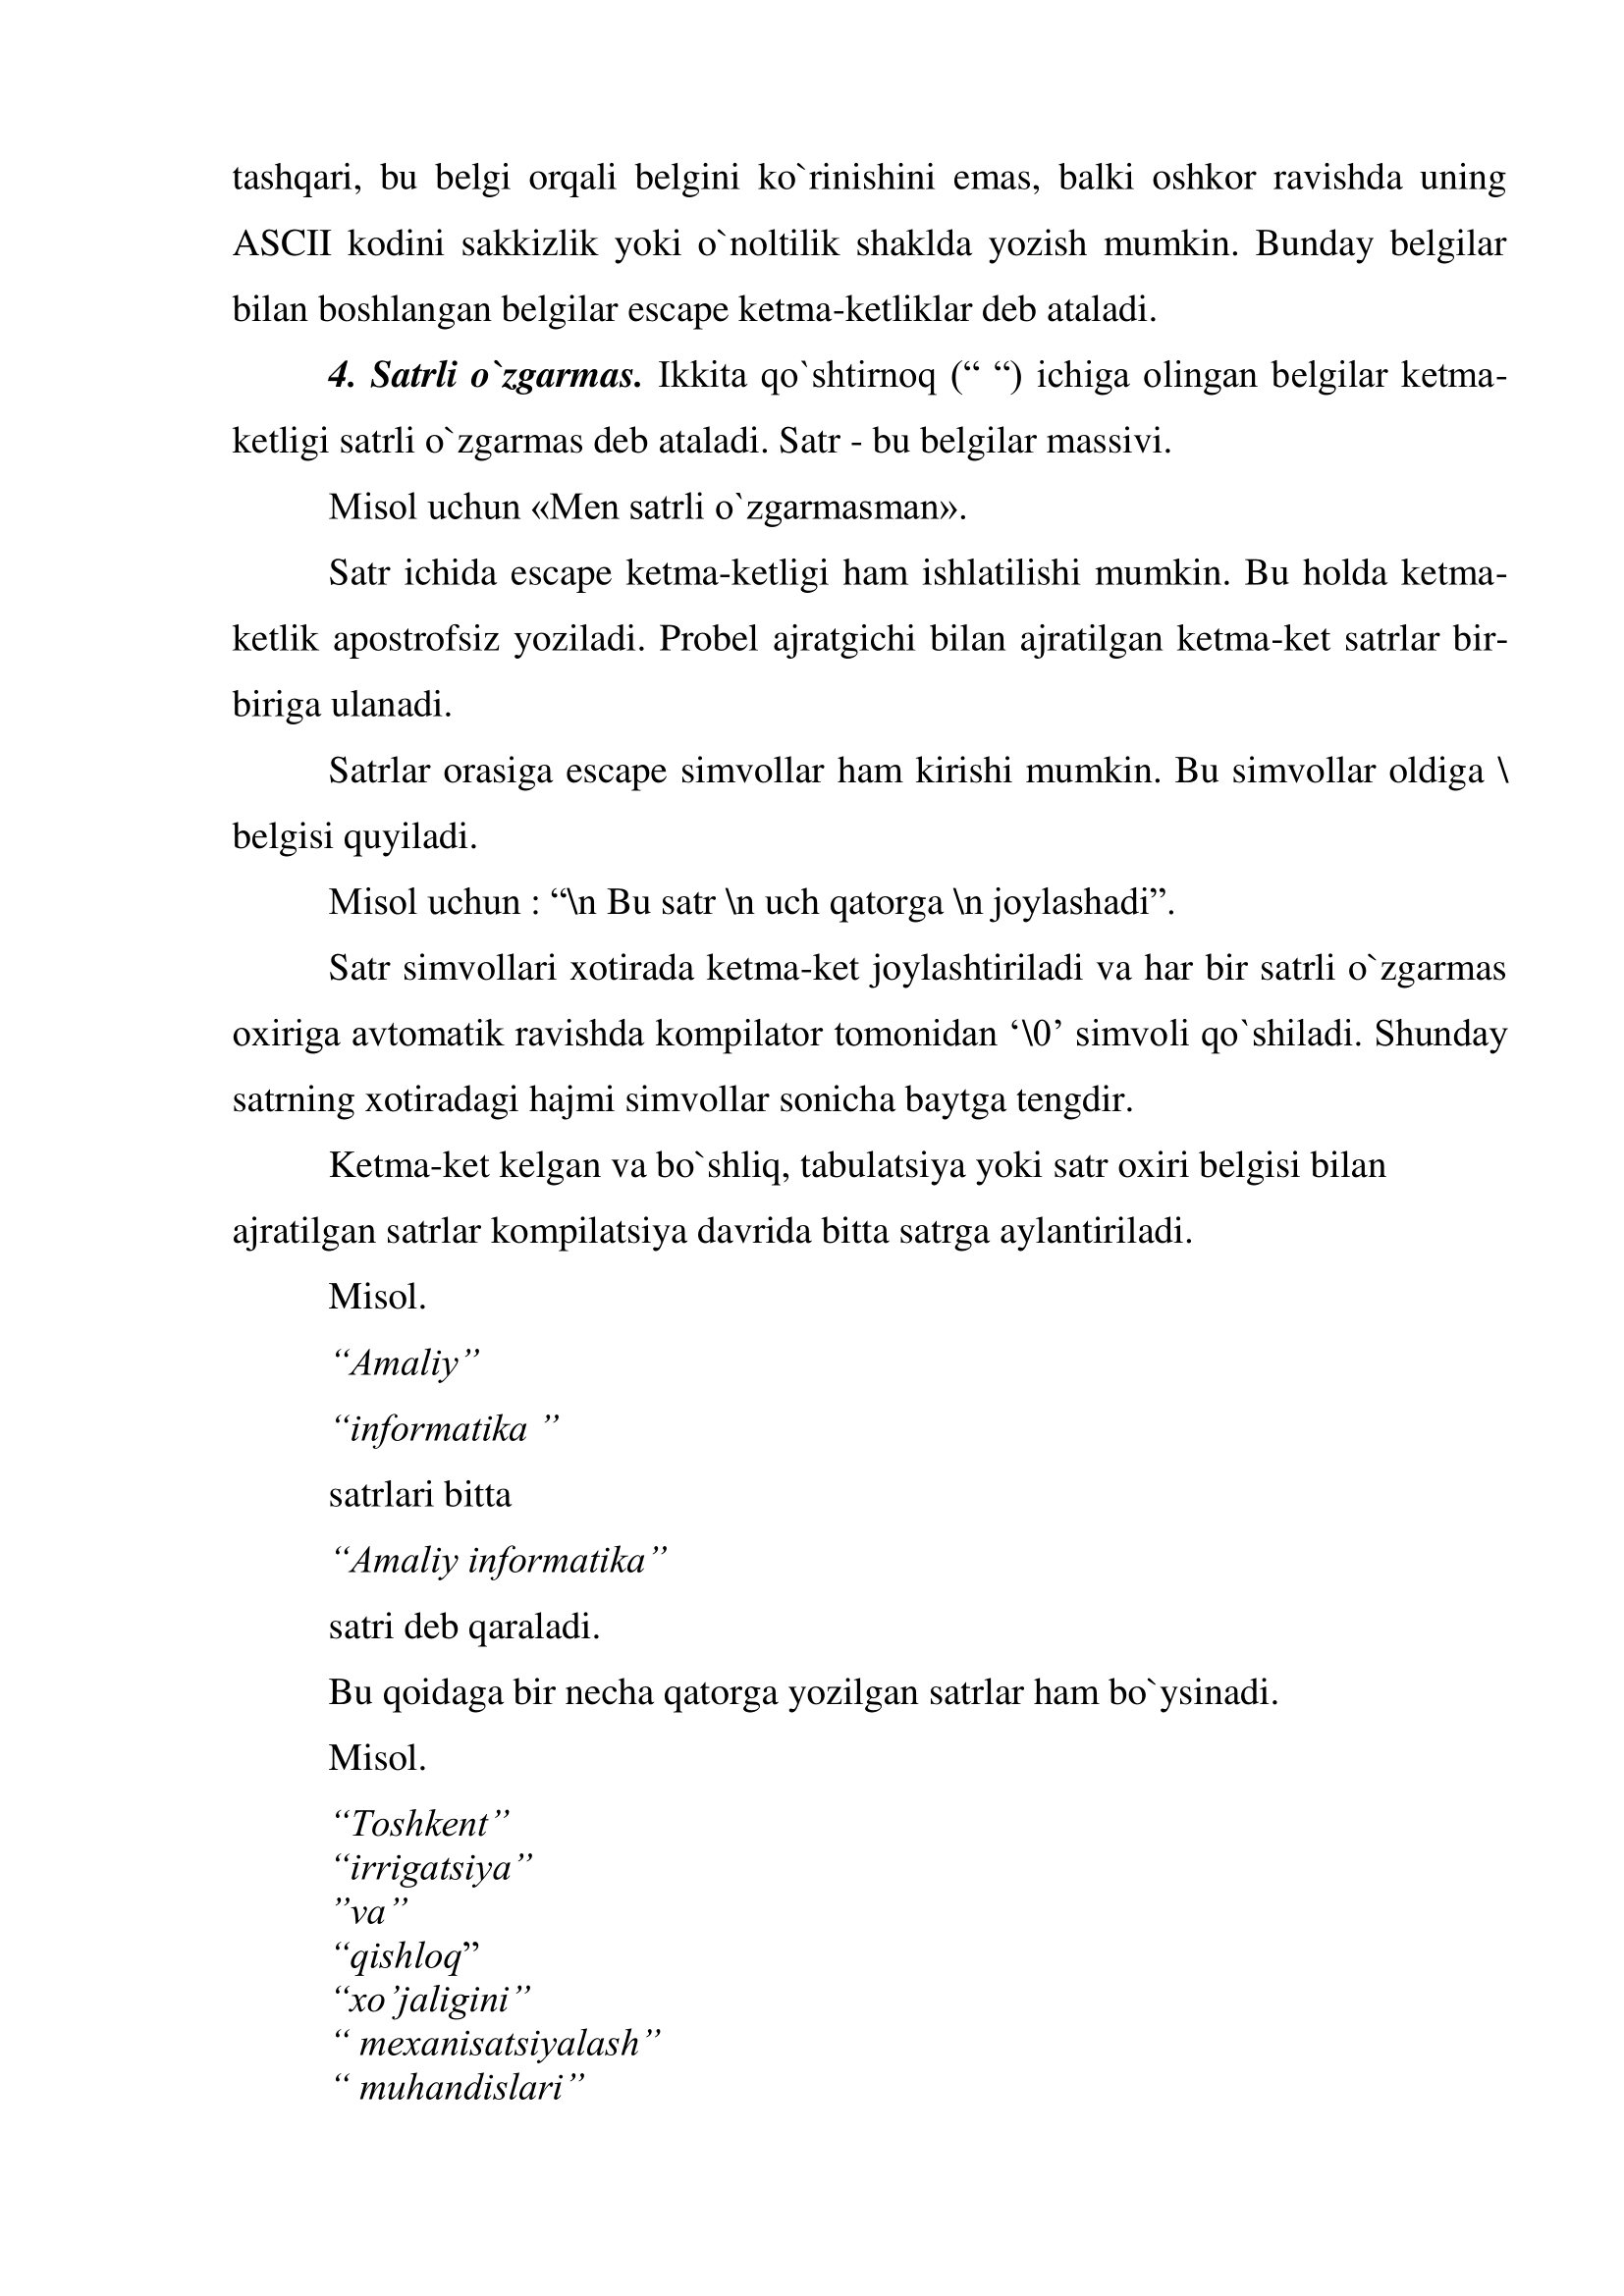 tashqari, bu belgi orqali belgini ko`rinishini emas, balki oshkor ravishda uning
ASCII kodini sakkizlik yoki o`noltilik shaklda yozish mumkin. Bunday belgilar
bilan boshlangan belgilar escape ketma-ketliklar deb ataladi.
4. Satrli o`zgarmas. Ikkita qo`shtirnoq (“ “) ichiga olingan belgilar ketma-
ketligi satrli o`zgarmas deb ataladi. Satr - bu belgilar massivi.
Misol uchun «Men satrli o`zgarmasman».
Satr ichida escape ketma-ketligi ham ishlatilishi mumkin. Bu holda ketma-
ketlik apostrofsiz yoziladi. Probel ajratgichi bilan ajratilgan ketma-ket satrlar bir-
biriga ulanadi.
Satrlar orasiga escape simvollar ham kirishi mumkin. Bu simvollar oldiga \
belgisi quyiladi.
Misol uchun : “\n Bu satr \n uch qatorga \n joylashadi”.
Satr simvollari xotirada ketma-ket joylashtiriladi va har bir satrli o`zgarmas
oxiriga avtomatik ravishda kompilator tomonidan ‘\0’ simvoli qo`shiladi. Shunday
satrning xotiradagi hajmi simvollar sonicha baytga tengdir.
Ketma-ket kelgan va bo`shliq, tabulatsiya yoki satr oxiri belgisi bilan
ajratilgan satrlar kompilatsiya davrida bitta satrga aylantiriladi.
Misol.
“Amaliy”
“informatika ”
satrlari bitta
“Amaliy informatika”
satri deb qaraladi.
Bu qoidaga bir necha qatorga yozilgan satrlar ham bo`ysinadi.
Misol.
“Toshkent”
“irrigatsiya”
”va”
“qishloq”
“xo’jaligini”
“ mexanisatsiyalash”
“ muhandislari”